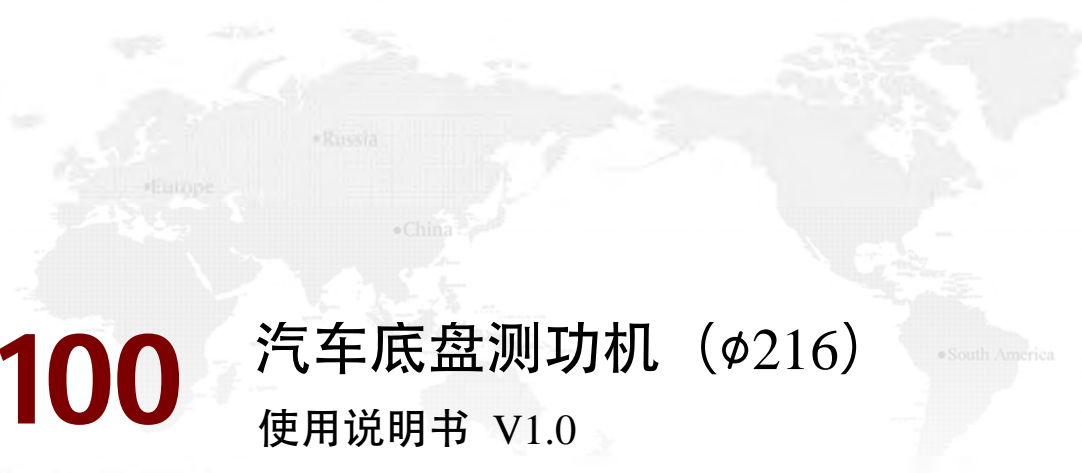 •Russia
•Europe
•China
100
汽车底盘测功机（φ216）
•South America
使用说明书 V1.0